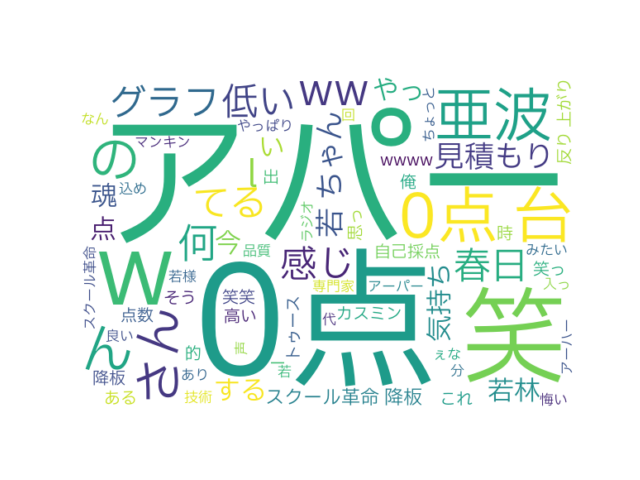 グラフ 低い ww やつ ちょっと 亜波 反り 上がり
なん マンキン やっぱり 回
アパー
の 魂 込め てる い ー 出 若 ちゃん wwww 見積もり
俺 0点 台
点 何 今 品質 感じ ラジオ 思っ 自己採点 時 みたい
w 0点 気持ち 春日 笑っ 入っ
スクール革命 若様 そう 笑笑 専門家 アーパー 笑
ん 点数 さん 高い トゥース 代 カスミン
良い 的 声 ぇな アーハー
降板 あり する 若 分 若林
ある 技術 スクール革命 降板 これ 悔い